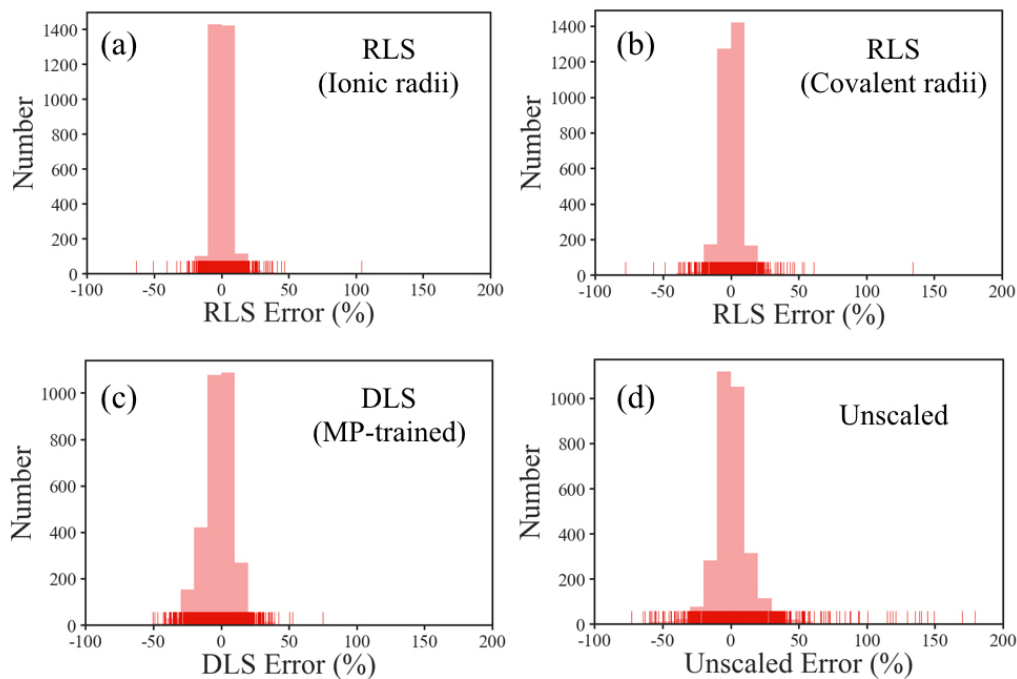 (a)
RLS
(Ionic radii)
Number
1400
1200
1000
800
600
400
200
0
-100 -50 0 50 100 150 200
RLS Error (%)
(b)
RLS
(Covalent radii)
Number
1400
1200
1000
800
600
400
200
0
-100 -50 0 50 100 150 200
RLS Error (%)
(c)
DLS
(MP-trained)
Number
1000
800
600
400
200
0
-100 -50 0 50 100 150 200
DLS Error (%)
(d)
Unscaled
Number
1000
800
600
400
200
0
-100 -50 0 50 100 150 200
Unscaled Error (%)